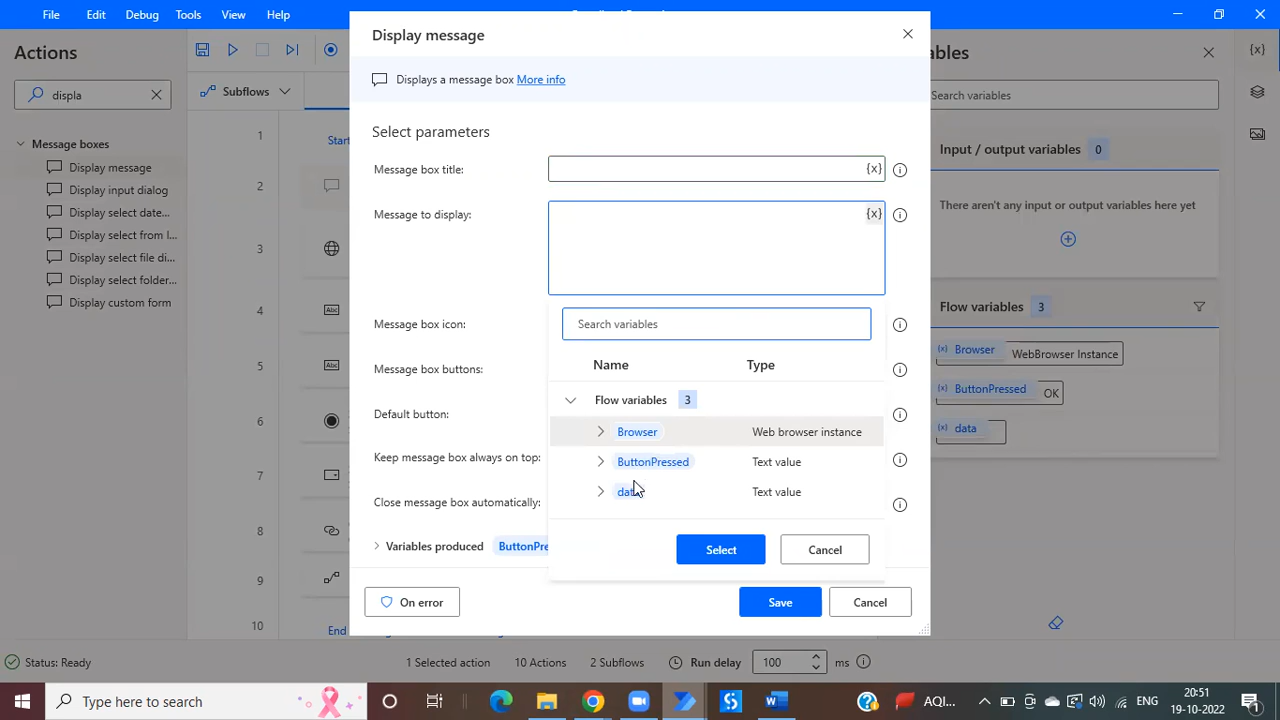 File
Edit
Debug
Tools
View
Help
Display message
Actions
Displays a message box More info
Search variables
displa
Subflows
Select parameters
Message boxes
1
Start
Input / output variables 0
Display message
Message box title:
{x}
Display input dialog
2
Display select date...
Message to display:
{x}
There aren't any input or output variables here yet
Display select from l...
3
Display select file di...
Display select folder...
Display custom form
4
Abc
Message box icon:
Search variables
Flow variables 3
5
Abc
Message box buttons:
Name
Type
Browser
WebBrowser Instance
Flow variables 3
ButtonPressed
OK
6
Default button:
Browser
Web browser instance
data
7
Keep message box always on top:
ButtonPressed
Text value
8
Close message box automatically:
Text value
9
Variables produced
ButtonPre
Select
Cancel
10
End
On error
Save
Cancel
Status: Ready
1 Selected action
10 Actions
2 Subflows
Run delay
100
ms
Type here to search
AQL...
ENG
20:51
19-10-2022